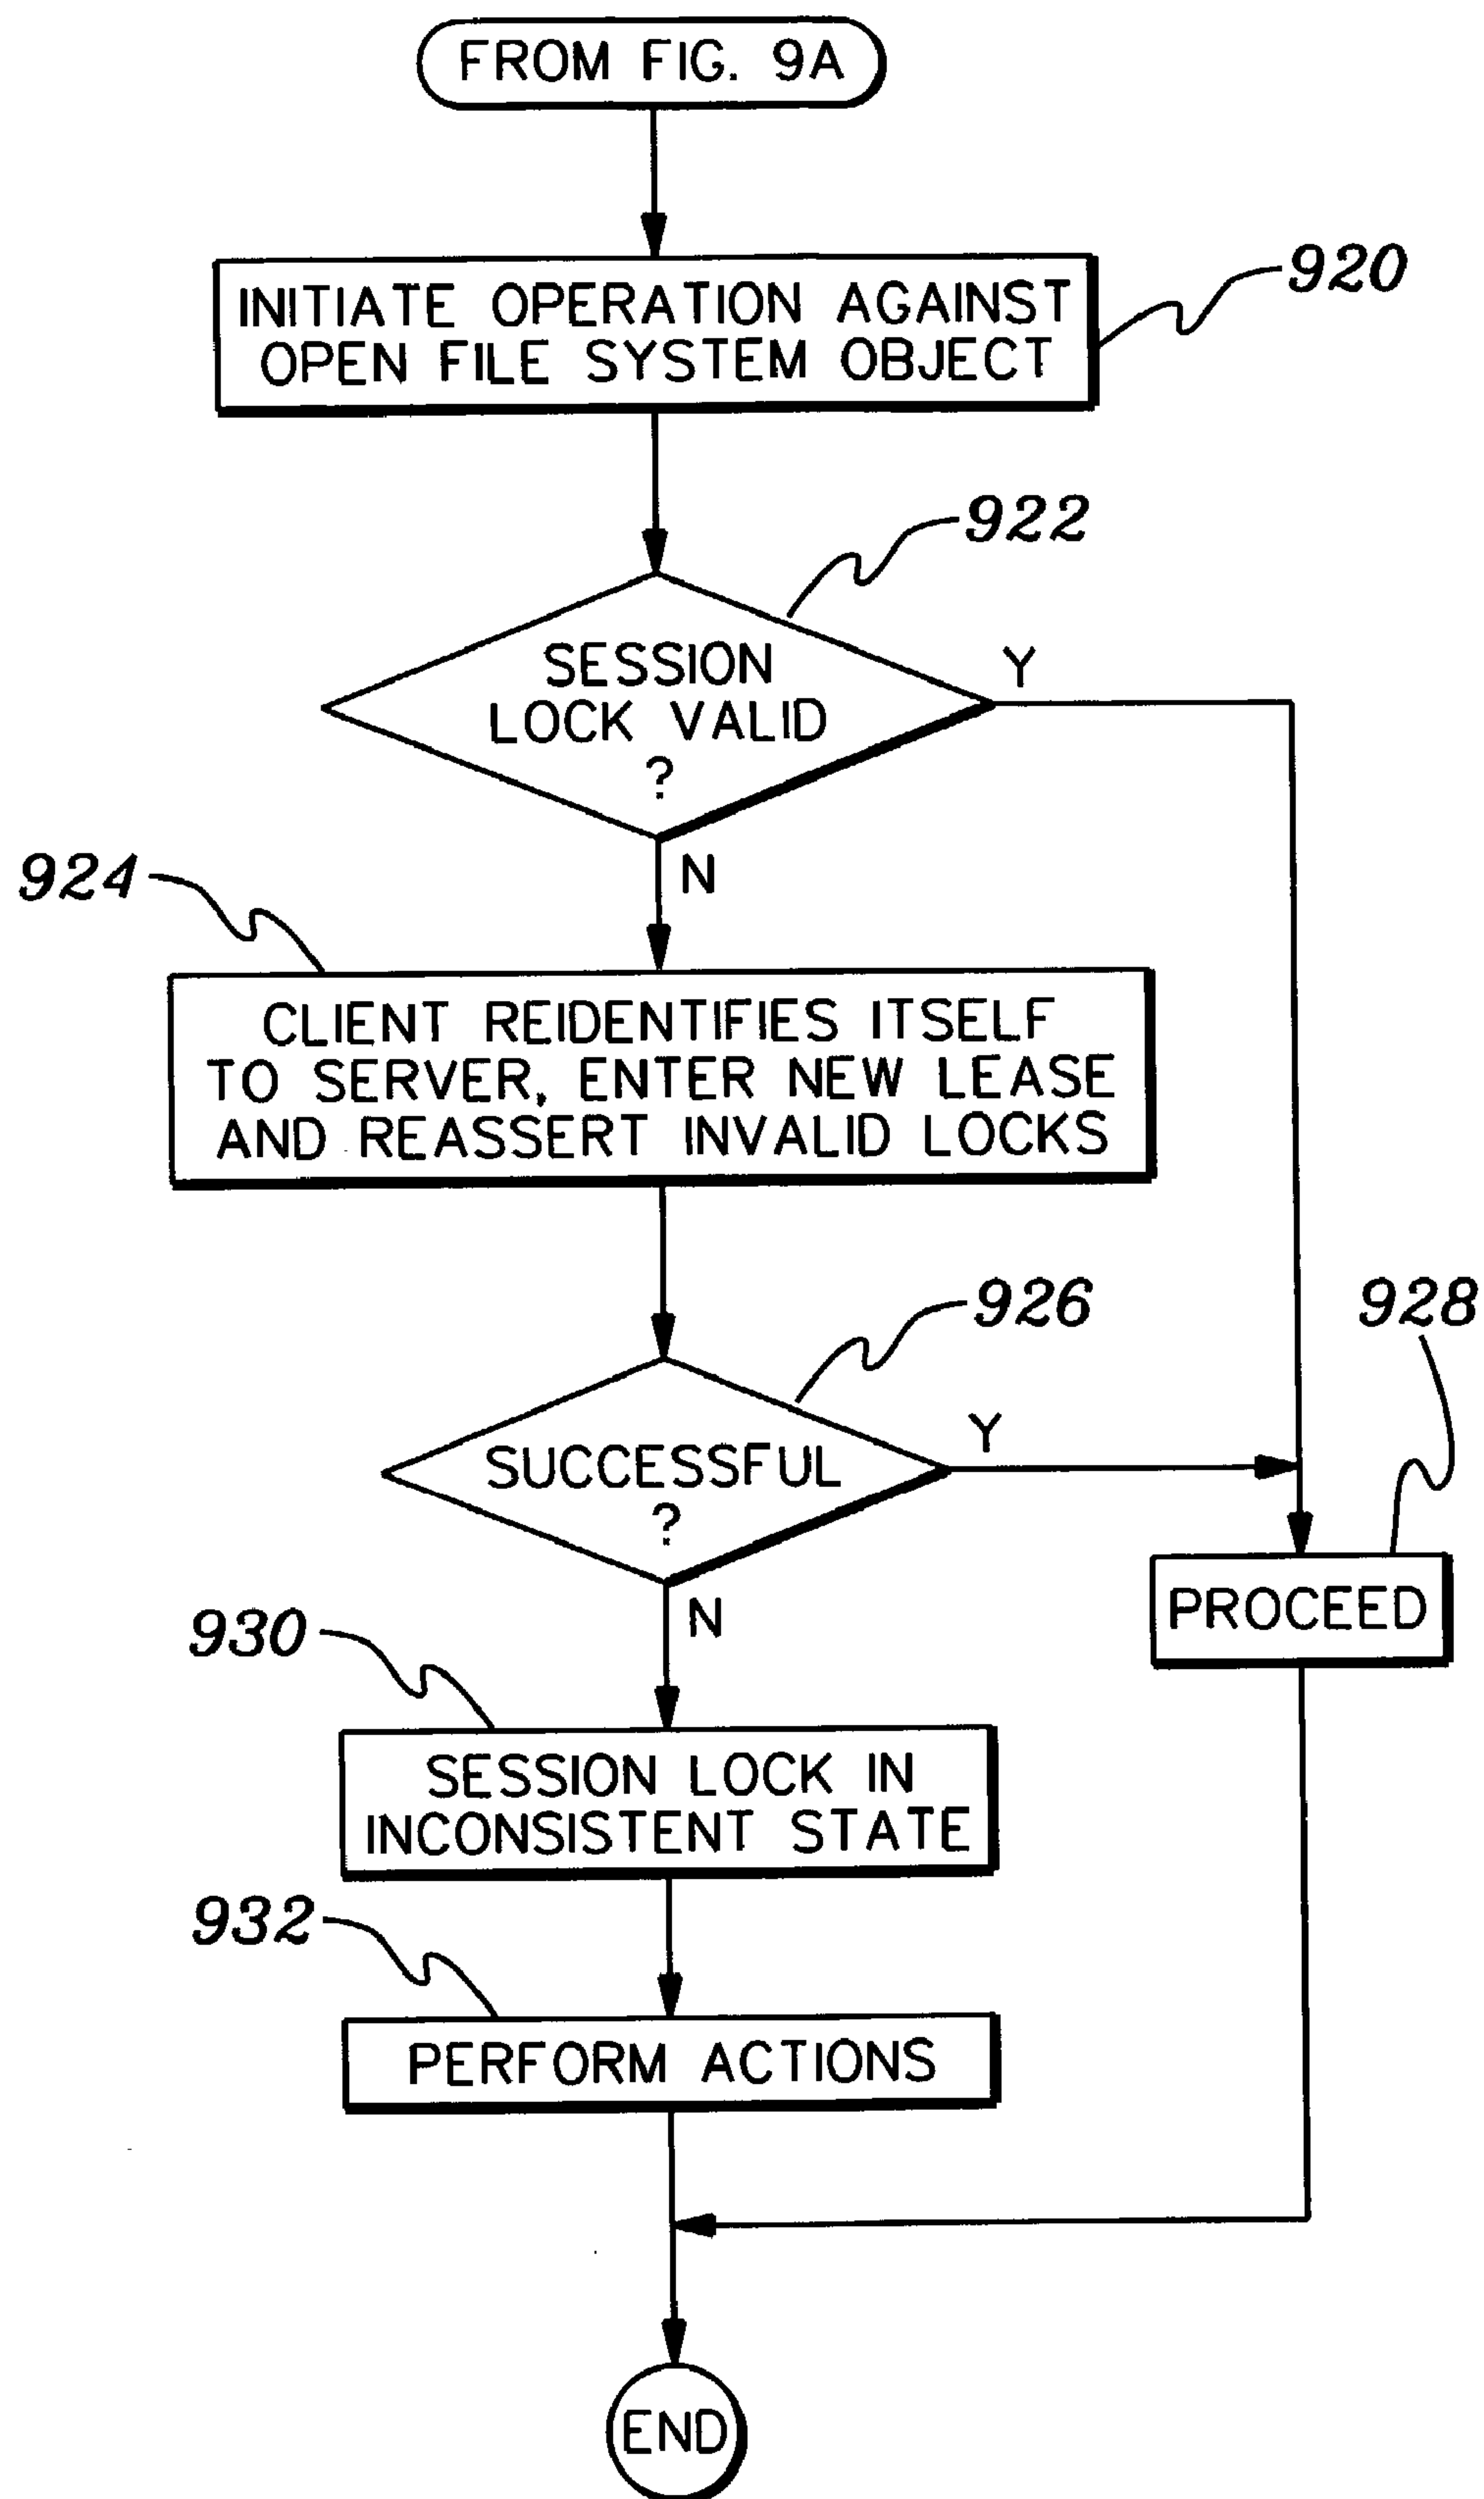 FROM FIG. 9A
920
INITIATE OPERATION AGAINST
OPEN FILE SYSTEM OBJECT
922
SESSION
LOCK VALID
?
Y
N
924
CLIENT REIDENTIFIES ITSELF
TO SERVER, ENTER NEW LEASE
AND REASSERT INVALID LOCKS
926
928
SUCCESSFUL
?
Y
N
PROCEED
930
SESSION LOCK IN
INCONSISTENT STATE
932
PERFORM ACTIONS
END